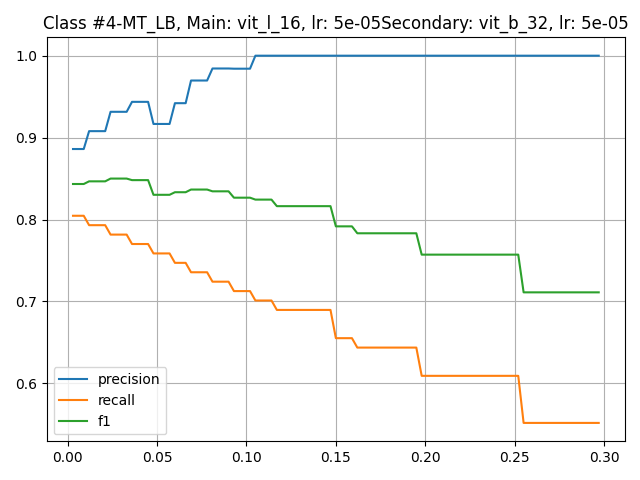 Class #4-MT_LB, Main: vit_l_16, lr: 5e-05Secondary: vit_b_32, lr: 5e-05
1.0
0.9
0.8
0.7
0.6
precision
recall
f1
0.00 0.05 0.10 0.15 0.20 0.25 0.30